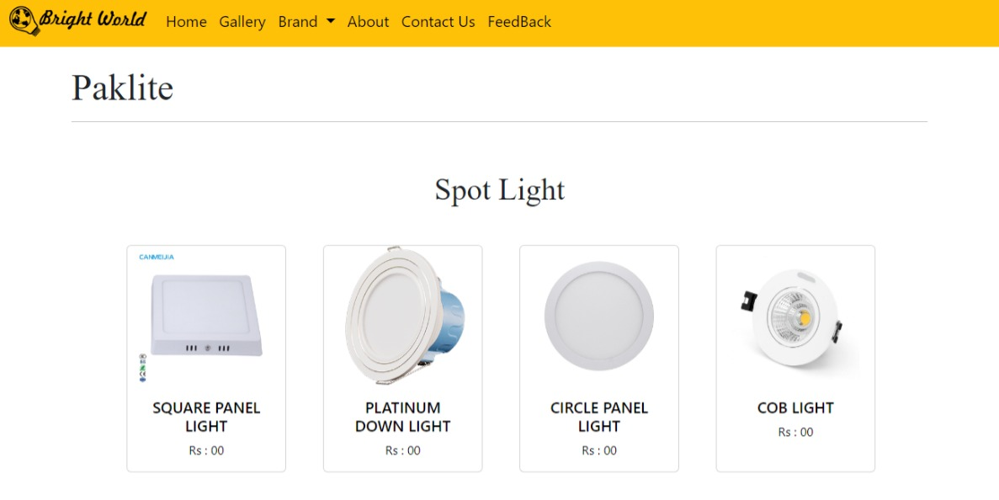 Bright World Home Gallery Brand About Contact Us FeedBack
Paklite
Spot Light
CANMEIJIA
SQUARE PANEL
LIGHT
Rs : 00
PLATINUM
DOWN LIGHT
Rs : 00
CIRCLE PANEL
LIGHT
Rs : 00
COB LIGHT
Rs : 00